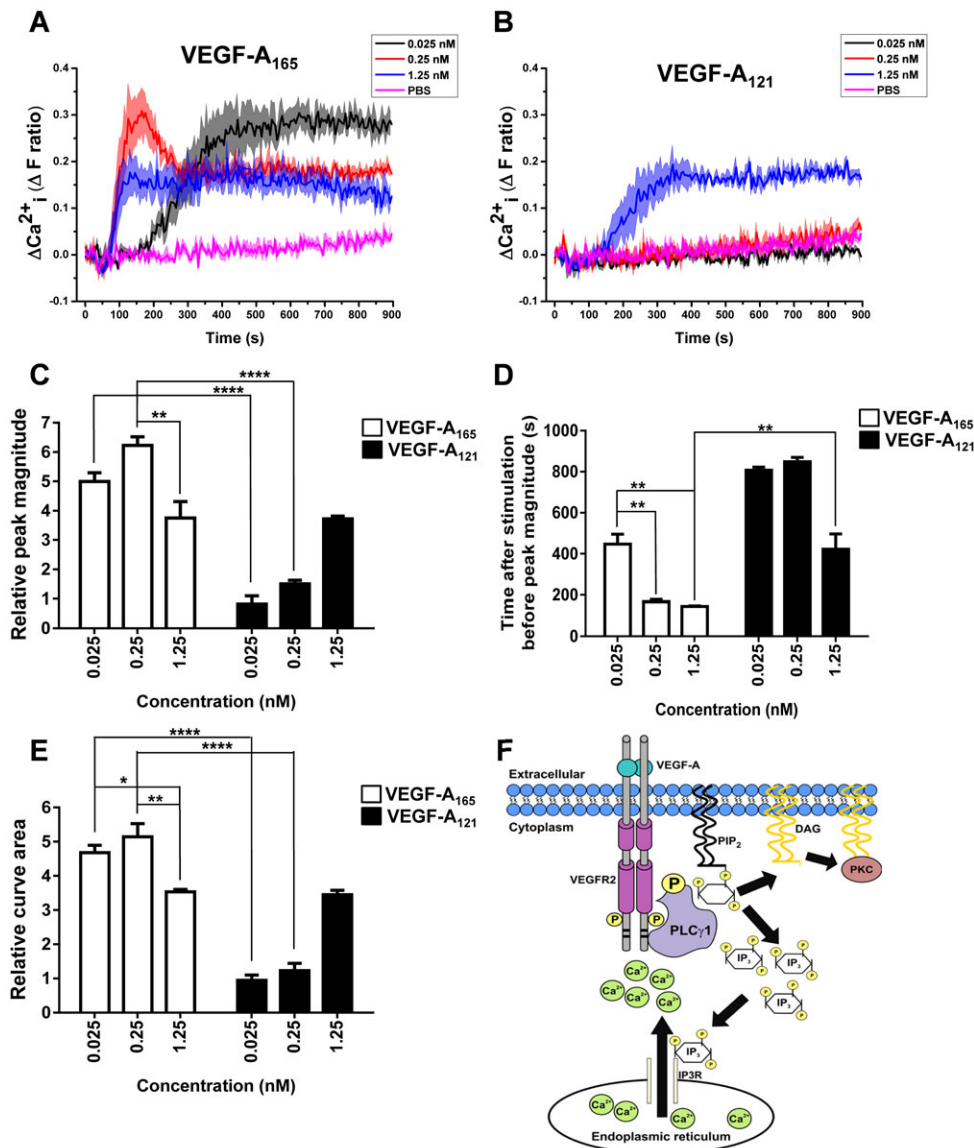 A
VEGF-A165
0.025 nM
0.25 nM
1.25 nM
PBS
ΔCa2+i (Δ F ratio)
0.4
0.3
0.2
0.1
0.0
-0.1
0 100 200 300 400 500 600 700 800 900
Time (s)
B
VEGF-A121
0.025 nM
0.25 nM
1.25 nM
PBS
ΔCa2+i (Δ F ratio)
0.4
0.3
0.2
0.1
0.0
-0.1
0 100 200 300 400 500 600 700 800 900
Time (s)
C
****
****
**
VEGF-A165
VEGF-A121
Relative peak magnitude
7
6
5
4
3
2
1
0
0.025 0.25 1.25 0.025 0.25 1.25
Concentration (nM)
D
**
**
**
VEGF-A165
VEGF-A121
Time after stimulation
before peak magnitude (s)
1000
800
600
400
200
0
0.025 0.25 1.25 0.025 0.25 1.25
Concentration (nM)
E
****
****
*
**
VEGF-A165
VEGF-A121
Relative curve area
6
5
4
3
2
1
0
0.025 0.25 1.25 0.025 0.25 1.25
Concentration (nM)
F
VEGF-A
Extracellular
Cytoplasm
PIP2
DAG
PKC
VEGFR2
P
P
P
PLCγ1
P
P
P
IP3
P
P
P
IP3
P
P
P
IP3
P
P
P
Ca2+
Ca2+
Ca2+
Ca2+
Ca2+
Ca2+
IP3
P
P
P
IP3R
Ca2+
Ca2+
Ca2+
Ca2+
Endoplasmic reticulum